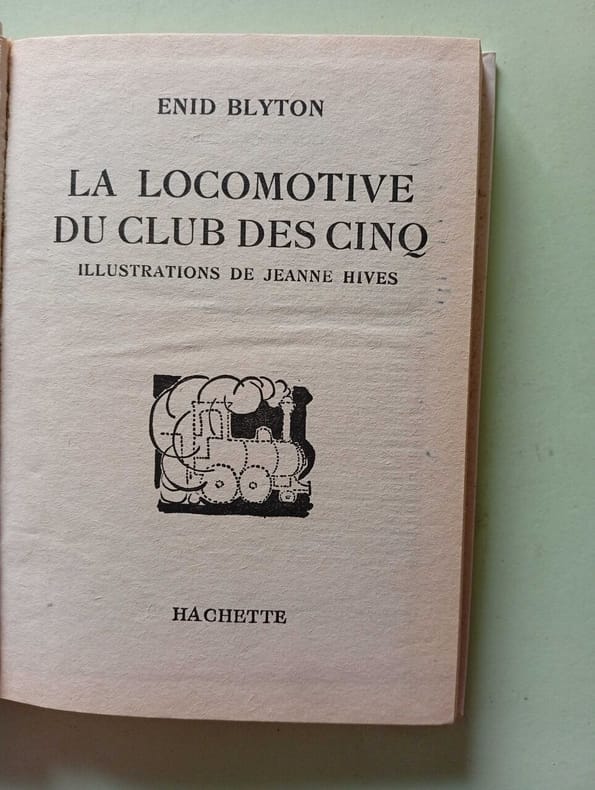 ENID BLYTON
LA LOCOMOTIVE
DU CLUB DES CINQ
ILLUSTRATIONS DE JEANNE HIVES
HACHETTE